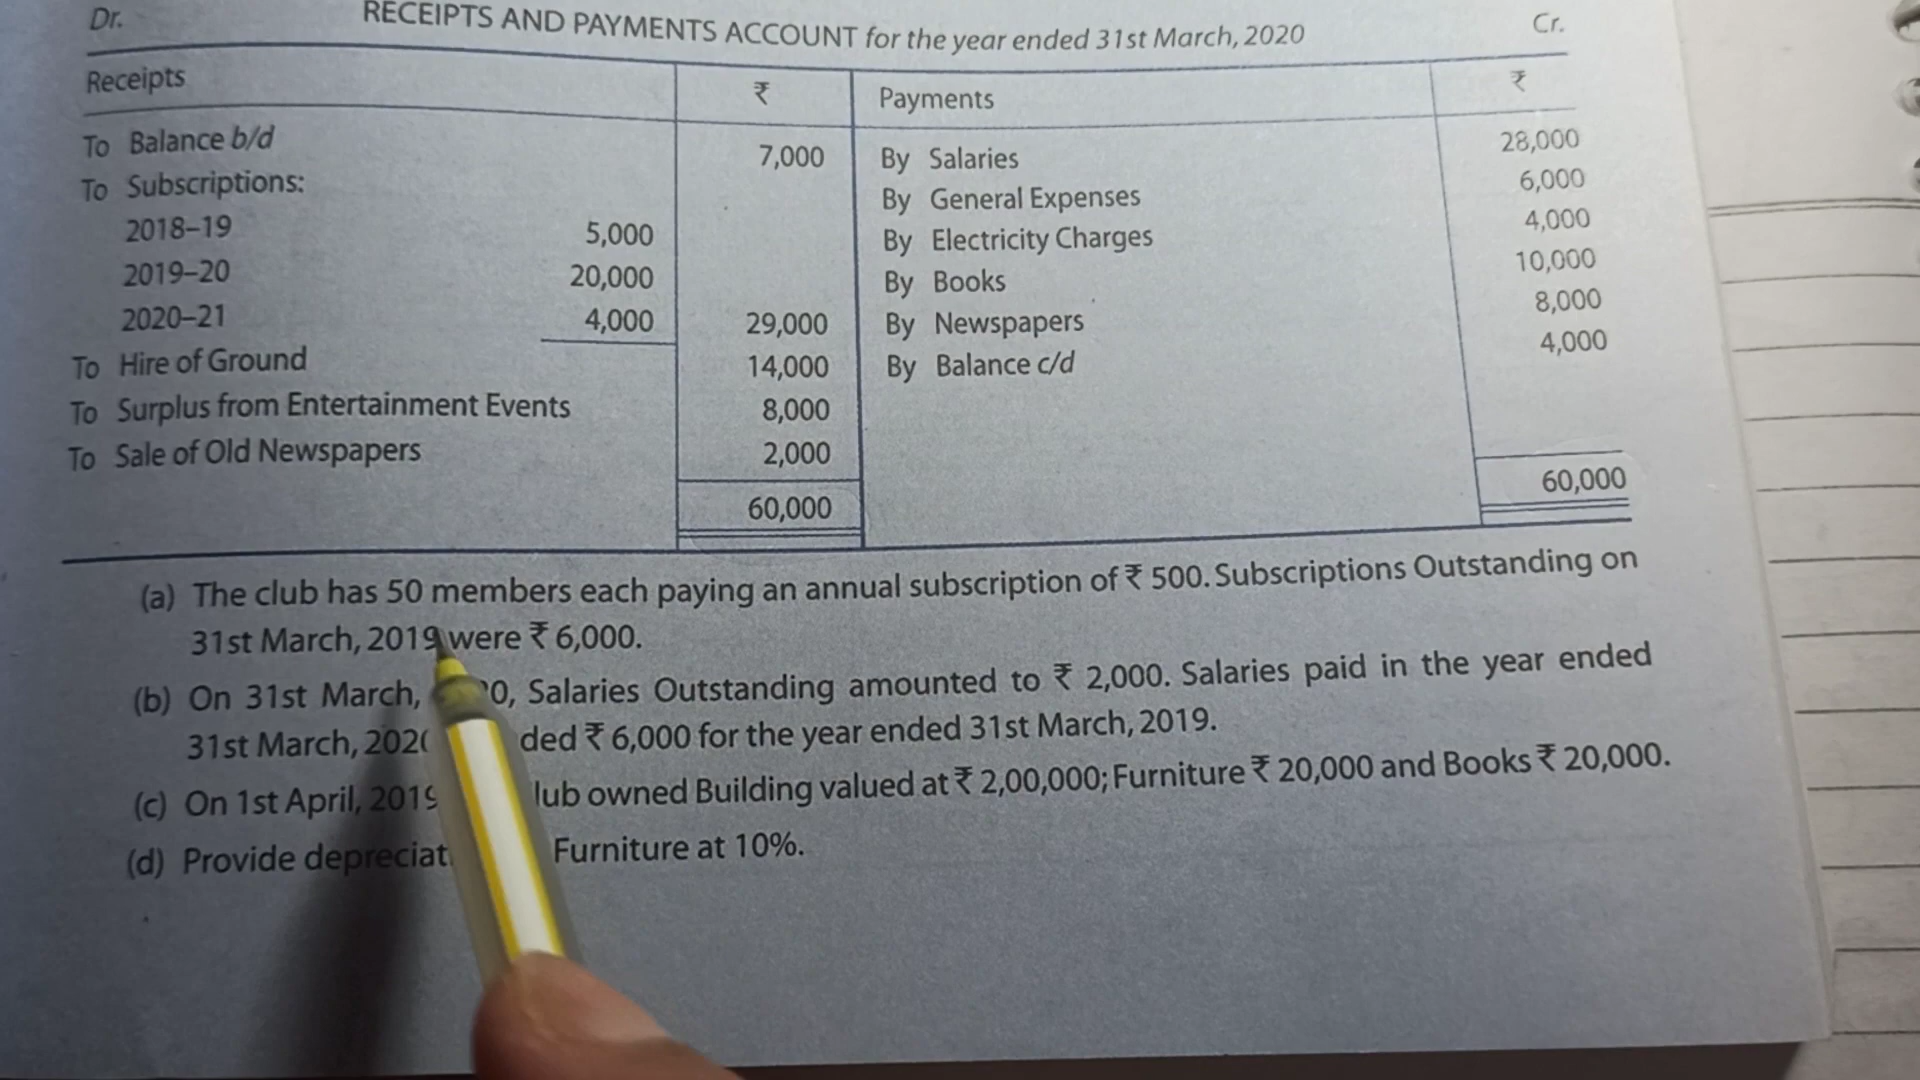 Dr. RECEIPTS AND PAYMENTS ACCOUNT for the year ended 31st March, 2020 Cr.
Receipts ₹ Payments ₹
To Balance b/d 7,000 By Salaries 28,000
To Subscriptions: By General Expenses 6,000
2018–19 5,000 By Electricity Charges 4,000
2019–20 20,000 By Books 10,000
2020–21 4,000 29,000 By Newspapers 8,000
To Hire of Ground 14,000 By Balance c/d 4,000
To Surplus from Entertainment Events 8,000
To Sale of Old Newspapers 2,000
60,000 60,000
(a) The club has 50 members each paying an annual subscription of ₹ 500. Subscriptions Outstanding on
31st March, 2019 were ₹ 6,000.
(b) On 31st March, Salaries Outstanding amounted to ₹ 2,000. Salaries paid in the year ended
31st March, ₹ 6,000 for the year ended 31st March, 2019.
(c) On 1st April, 2019 owned Building valued at ₹ 2,00,000; Furniture ₹ 20,000 and Books ₹ 20,000.
(d) Provide Furniture at 10%.